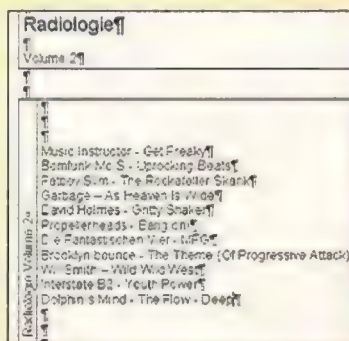 Radiologie¶
¶
Volume 2¶
¶
¶
¶
¶
¶
Music Instructor - Get Freaky¶
Bomfunk Mc S - Uprocking Beats¶
Fatboy Slim - The Rockafeller Skank¶
Garbage – As Heaven Is Wide¶
David Holmes - Gritty Shaker¶
Propellerheads - Bang on¶
Die Fantastischen Vier - MFG¶
Brooklyn bounce - The Theme (Of Progressive Attack)
Will Smith – Wild Wild West¶
Interstate 82 - Youth Power¶
Dolphin's Mind - The Flow - Deep¶
¶
¶
¶
Radiologie Volume 2¤